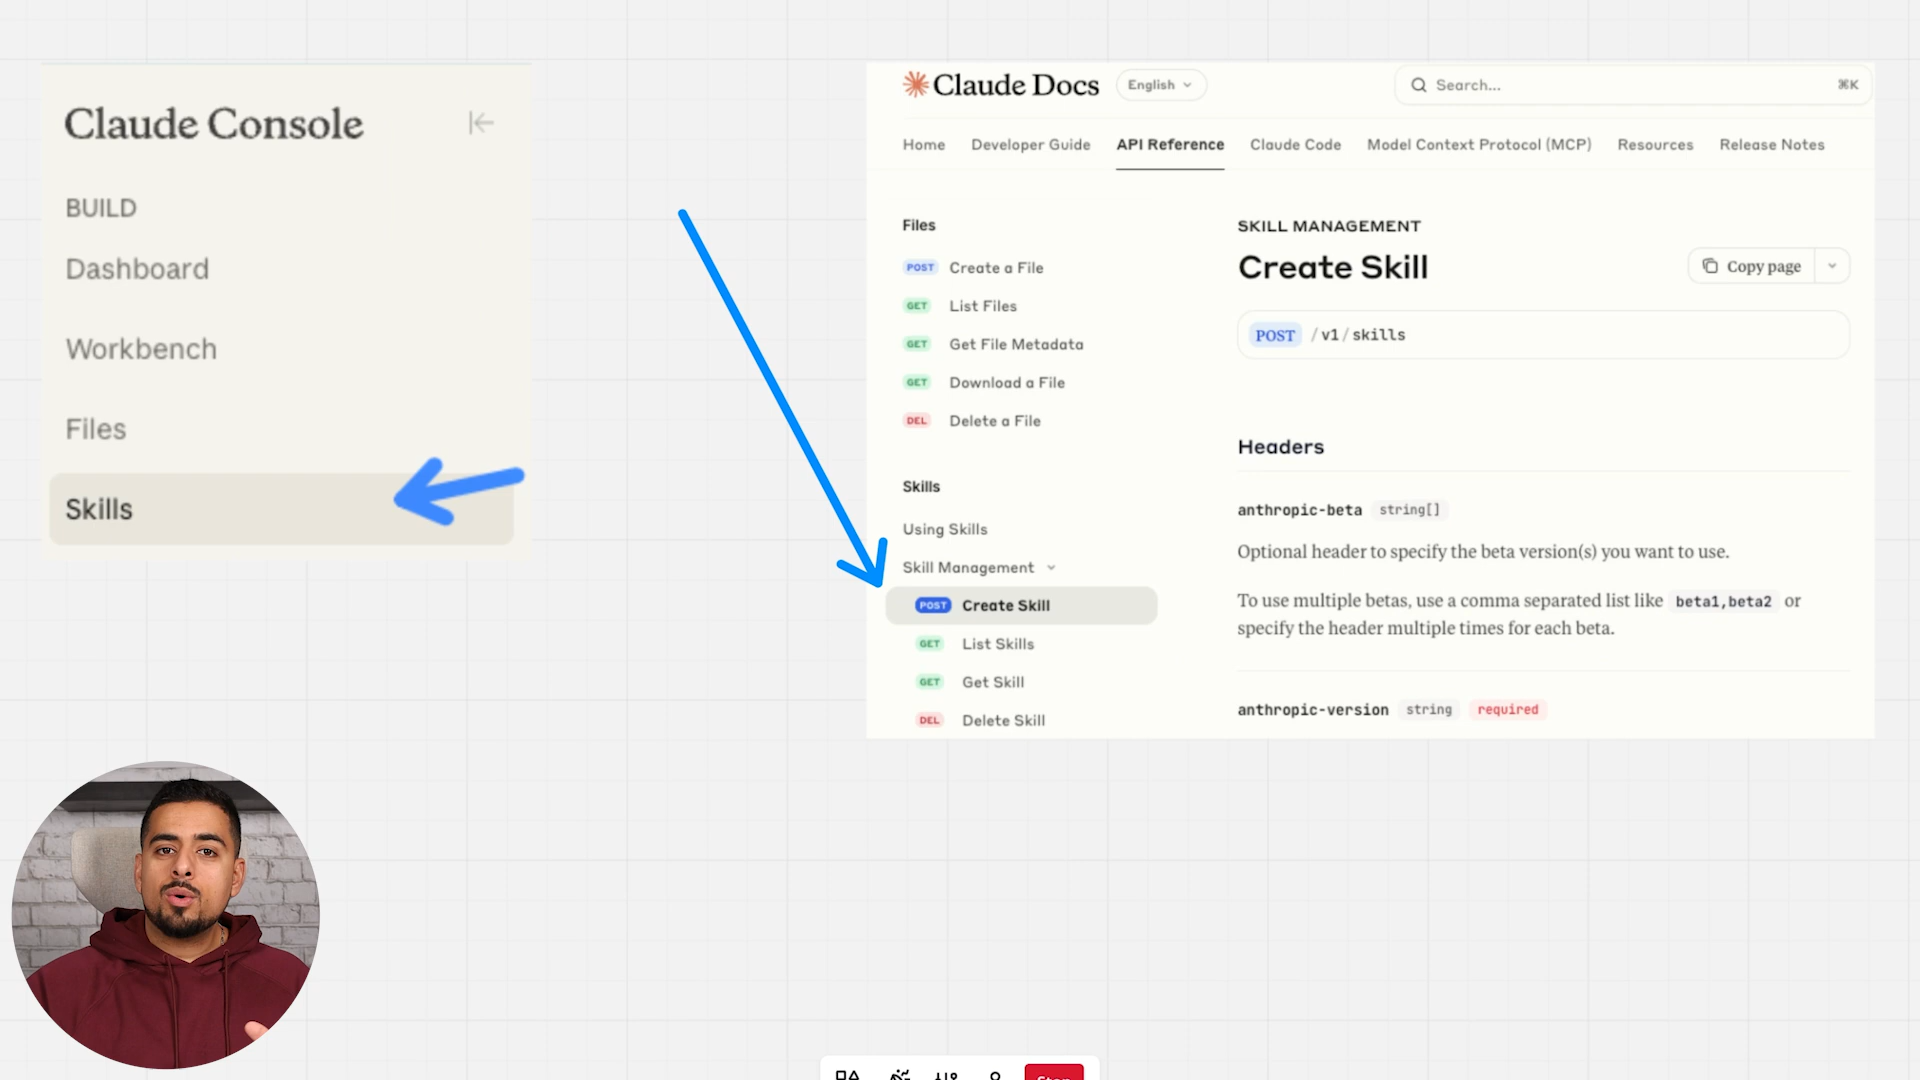 Claude Console
BUILD
Dashboard
Workbench
Files
Skills
Claude Docs
English
Search...
⌘K
Home
Developer Guide
API Reference
Claude Code
Model Context Protocol (MCP)
Resources
Release Notes
Files
POST Create a File
GET List Files
GET Get File Metadata
GET Download a File
DEL Delete a File
Skills
Using Skills
Skill Management
POST Create Skill
GET List Skills
GET Get Skill
DEL Delete Skill
SKILL MANAGEMENT
Create Skill
Copy page
POST /v1/skills
Headers
anthropic-beta string[]
Optional header to specify the beta version(s) you want to use.
To use multiple betas, use a comma separated list like beta1,beta2 or
specify the header multiple times for each beta.
anthropic-version string required